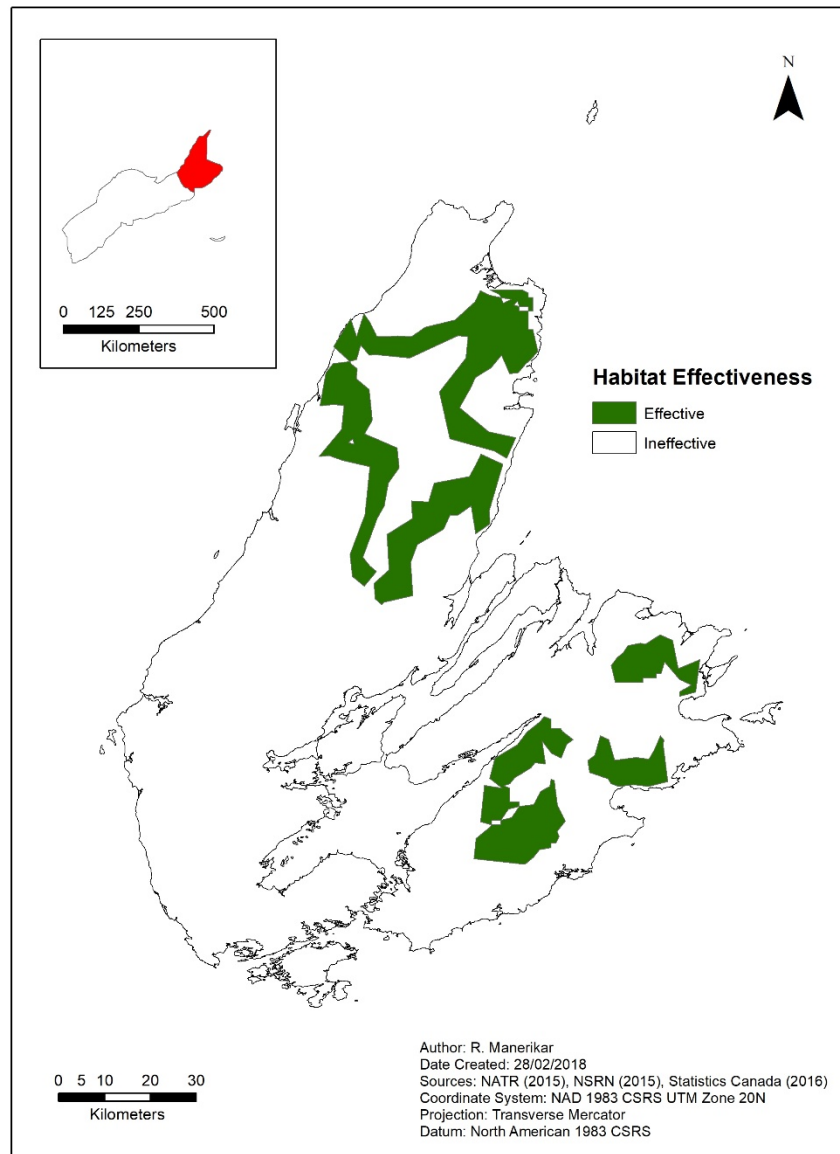 N
0 125 250 500
Kilometers
Habitat Effectiveness
Effective
Ineffective
0 5 10 20 30
Kilometers
Author: R. Manerikar
Date Created: 28/02/2018
Sources: NATR (2015), NSRN (2015), Statistics Canada (2016)
Coordinate System: NAD 1983 CSRS UTM Zone 20N
Projection: Transverse Mercator
Datum: North American 1983 CSRS